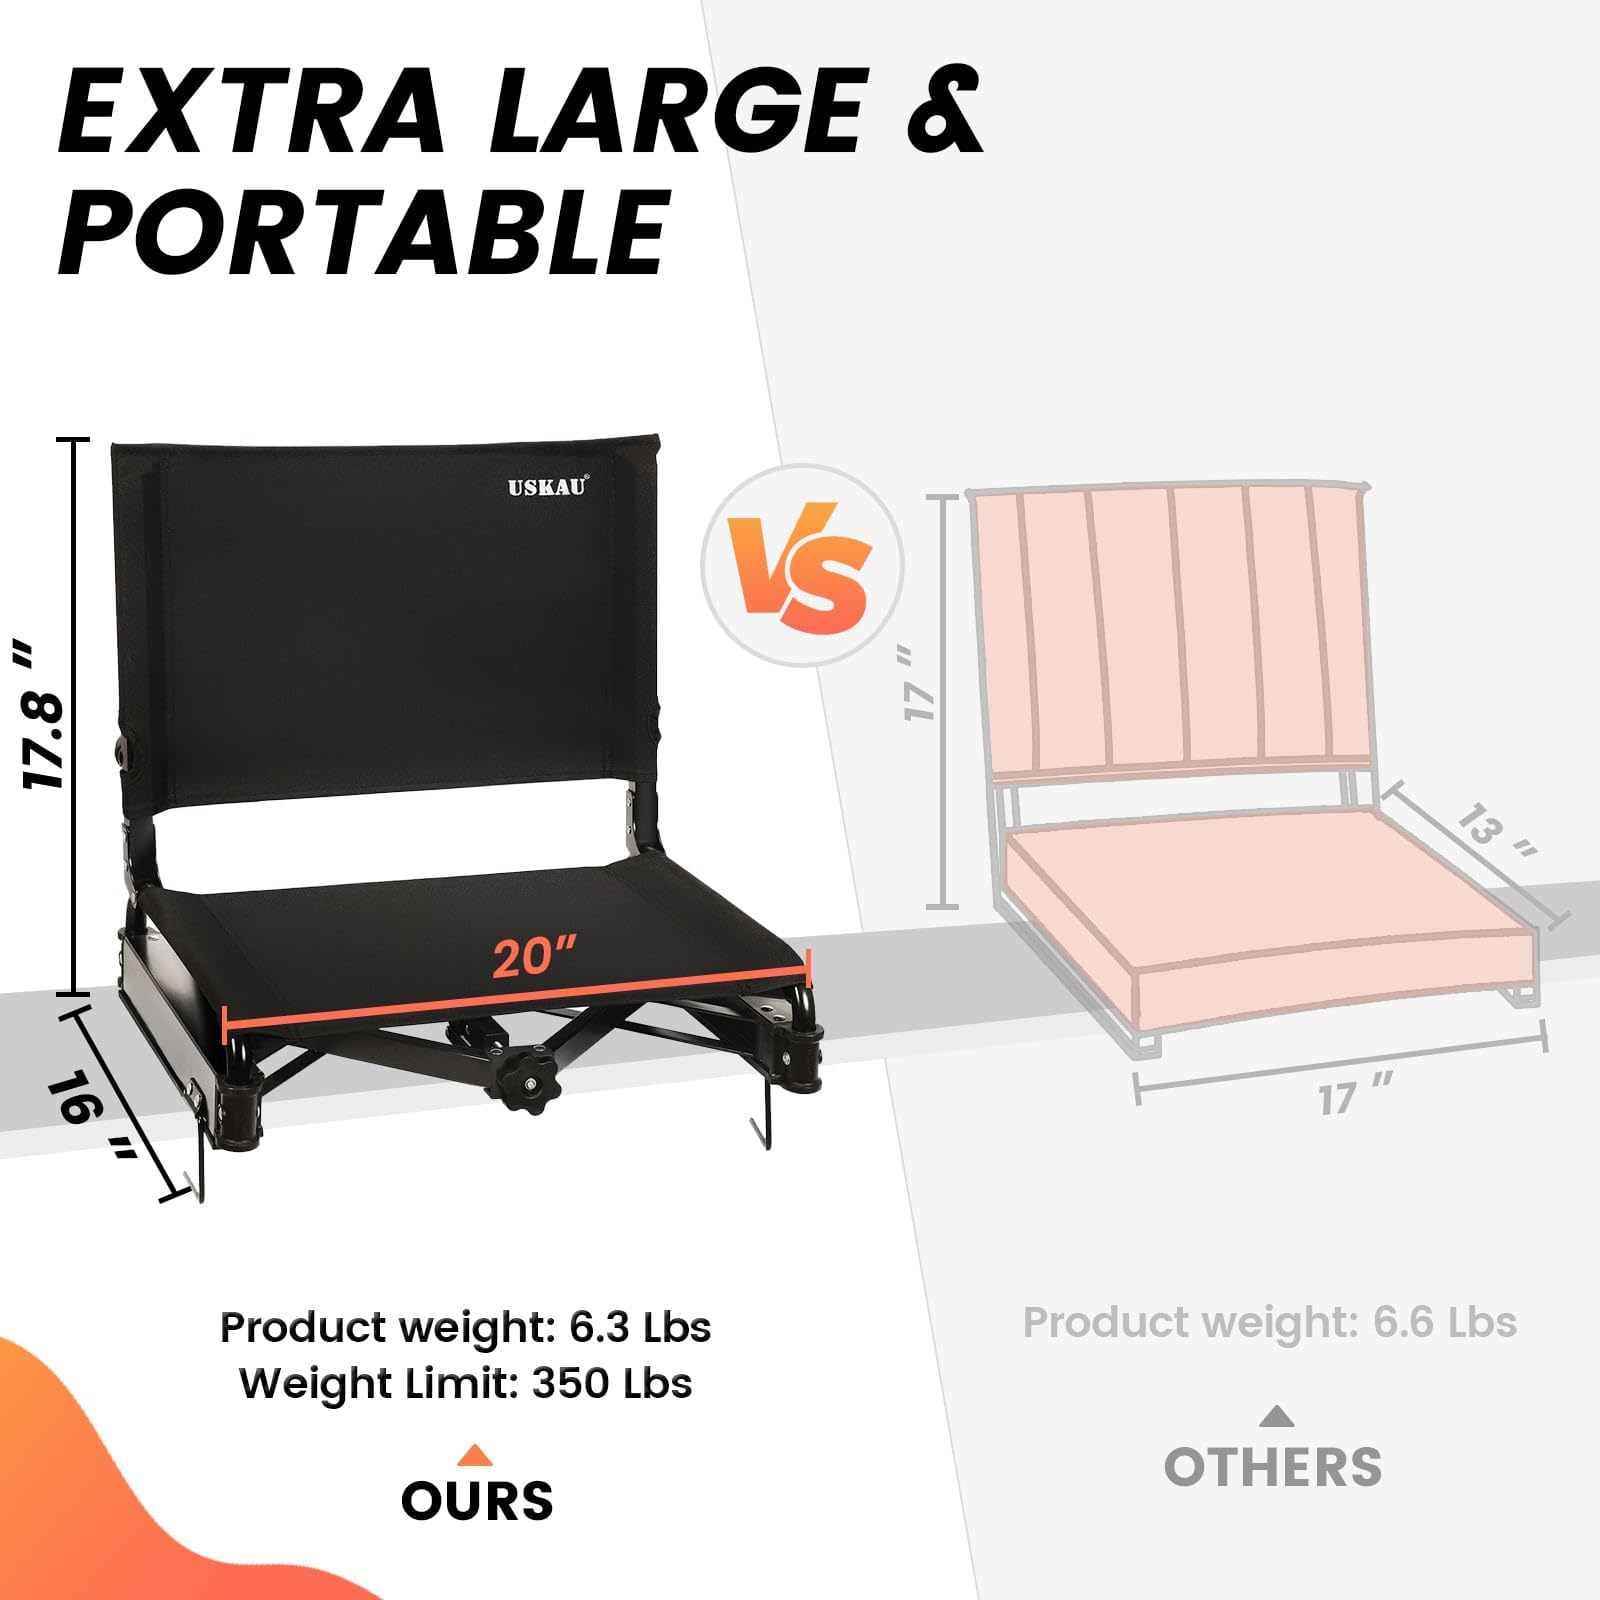 EXTRA LARGE &
PORTABLE
USKAU®
VS
17.8 "
17 "
13 "
20"
16 "
17 "
Product weight: 6.3 Lbs
Weight Limit: 350 Lbs
OURS
Product weight: 6.6 Lbs
OTHERS